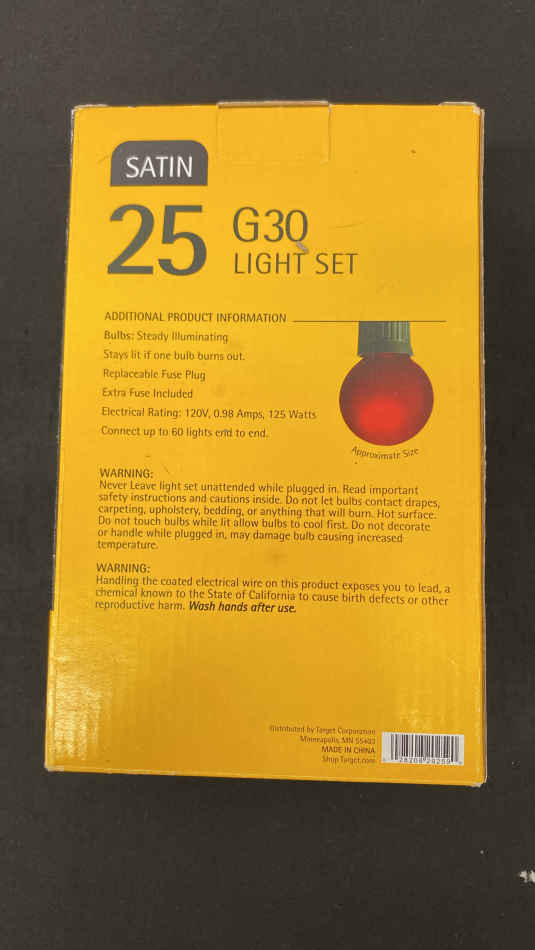 SATIN
25
G30
LIGHT SET
ADDITIONAL PRODUCT INFORMATION
Bulbs: Steady Illuminating
Stays lit if one bulb burns out.
Replaceable Fuse Plug
Extra Fuse Included
Electrical Rating: 120V, 0.98 Amps, 125 Watts
Connect up to 60 lights end to end.
Approximate Size
WARNING:
Never Leave light set unattended while plugged in. Read important
safety instructions and cautions inside. Do not let bulbs contact drapes,
carpeting, upholstery, bedding, or anything that will burn. Hot surface.
Do not touch bulbs while lit allow bulbs to cool first. Do not decorate
or handle while plugged in, may damage bulb causing increased
temperature.
WARNING:
Handling the coated electrical wire on this product exposes you to lead, a
chemical known to the State of California to cause birth defects or other
reproductive harm. Wash hands after use.
Distributed by Target Corporation
Minneapolis, MN 55403
MADE IN CHINA
Shop Target.com